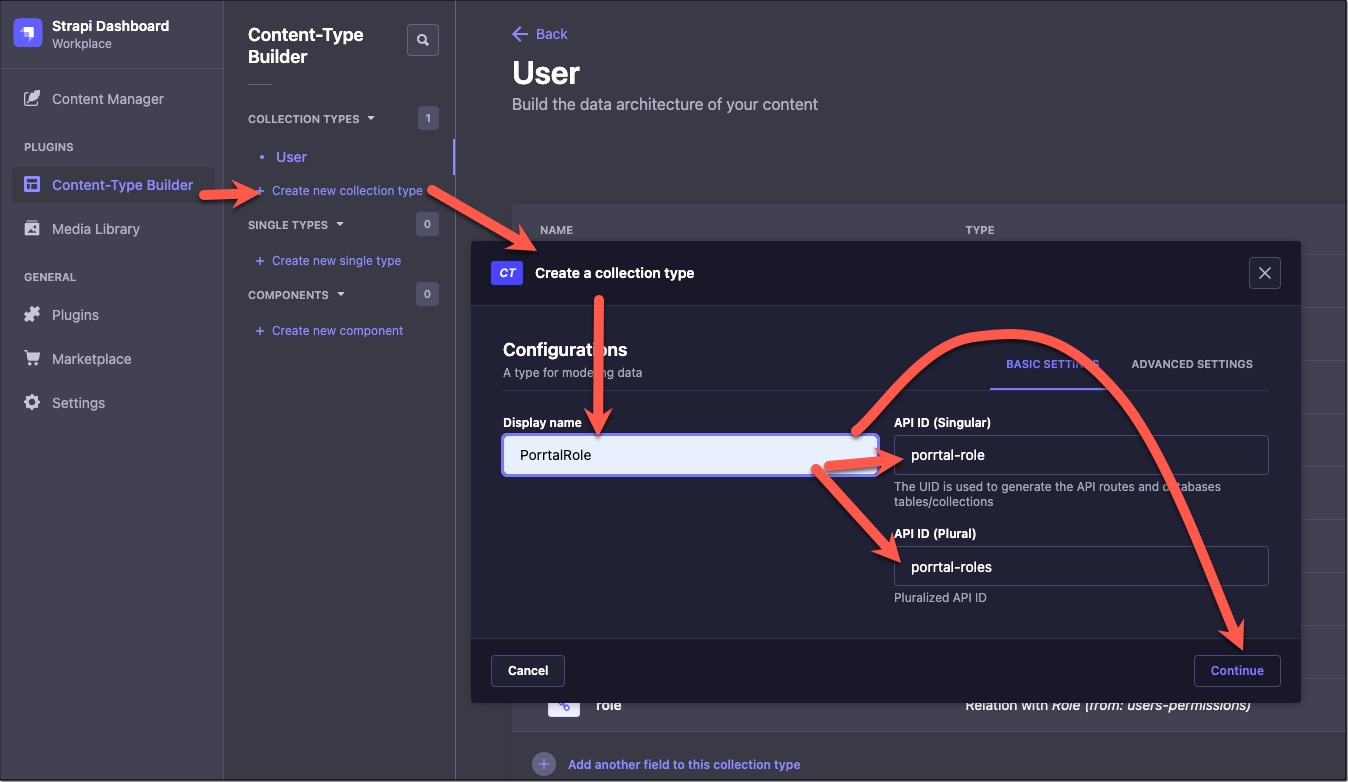 Strapi Dashboard
Workplace
Content Manager
PLUGINS
Content-Type Builder
Media Library
GENERAL
Plugins
Marketplace
Settings
Content-Type
Builder
COLLECTION TYPES
1
User
+ Create new collection type
SINGLE TYPES
0
+ Create new single type
COMPONENTS
0
+ Create new component
Back
User
Build the data architecture of your content
NAME
TYPE
CT
Create a collection type
Configurations
A type for modeling data
BASIC SETTINGS
ADVANCED SETTINGS
Display name
PorrtalRole
API ID (Singular)
porrtal-role
The UID is used to generate the API routes and databases
tables/collections
API ID (Plural)
porrtal-roles
Pluralized API ID
Cancel
Continue
role
Relation with Role (from: users-permissions)
+ Add another field to this collection type